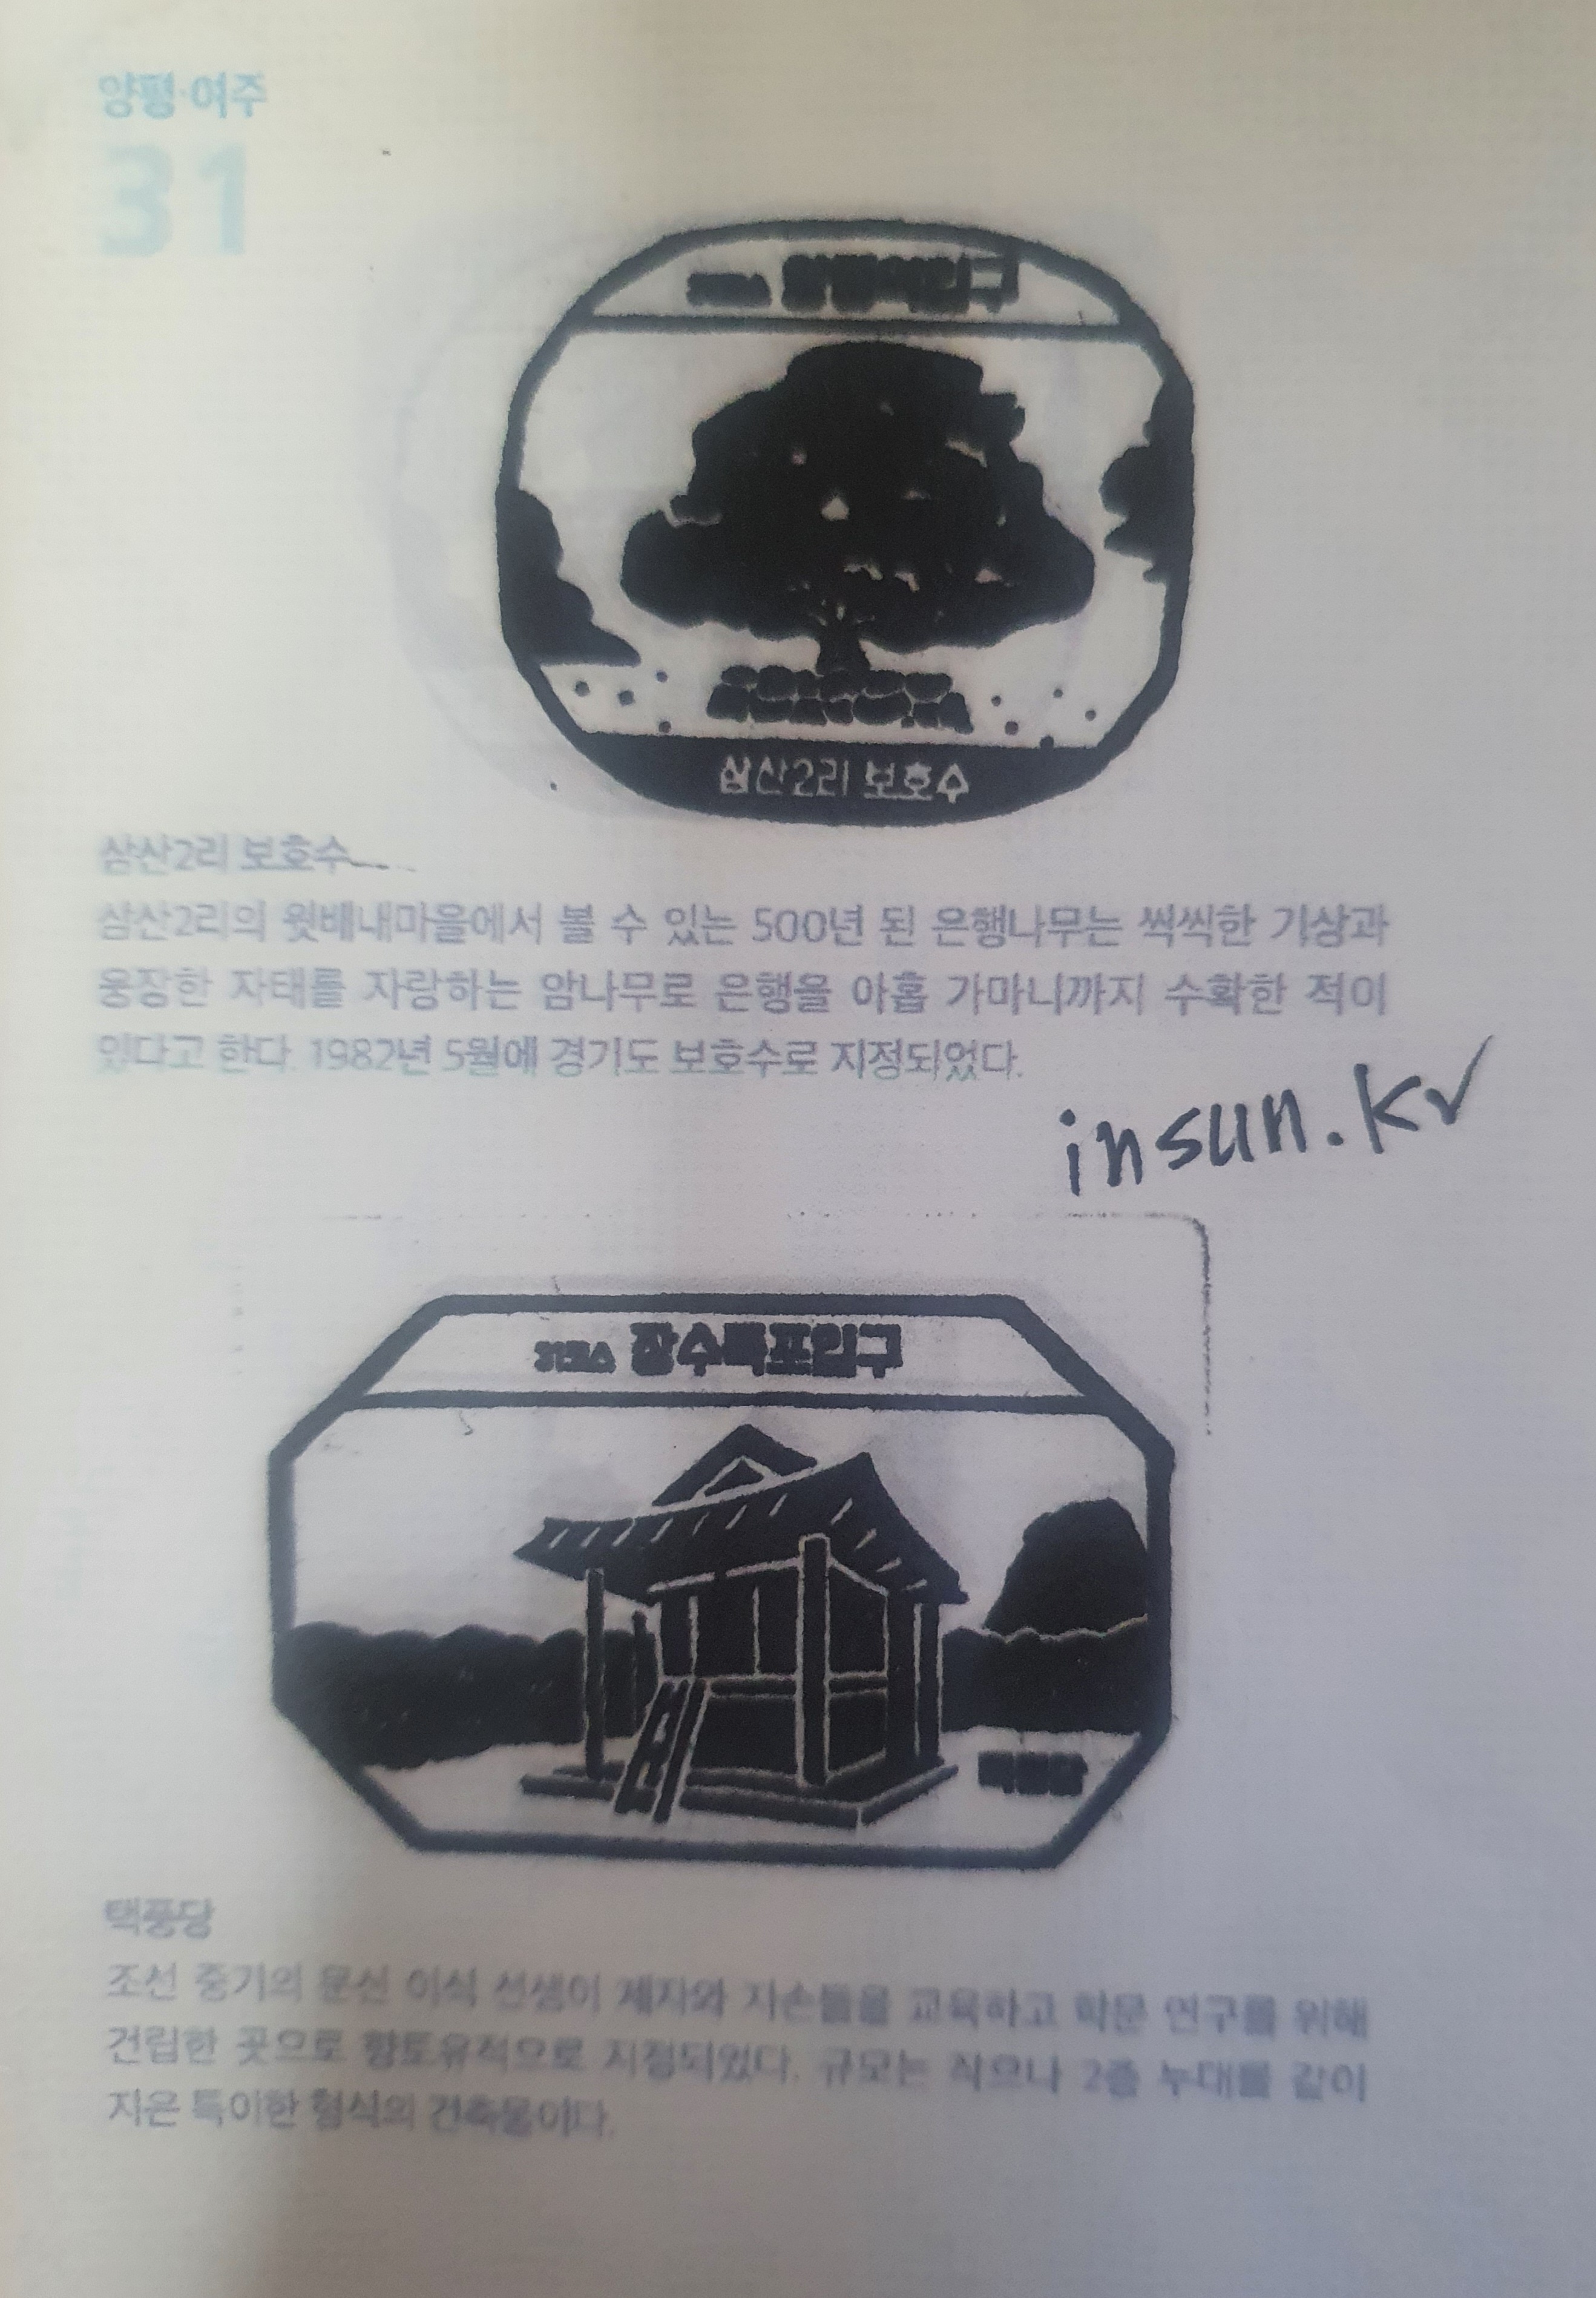 양평·여주
31
삼산2리 보호수
삼산2리 보호수
삼산2리의 윗배내마을에서 볼 수 있는 500년 된 은행나무는 씩씩한 기상과
웅장한 자태를 자랑하는 암나무로 은행을 아홉 가마니까지 수확한 적이
있다고 한다. 1982년 5월에 경기도 보호수로 지정되었다.
insun.kr
31코스 장수폭포입구
택풍당
택풍당
조선 중기의 문신 이식 선생이 제자와 자손들을 교육하고 학문 연구를 위해
건립한 곳으로 향토유적으로 지정되었다. 규모는 작으나 2층 누대를 같이
지은 특이한 형식의 건축물이다.